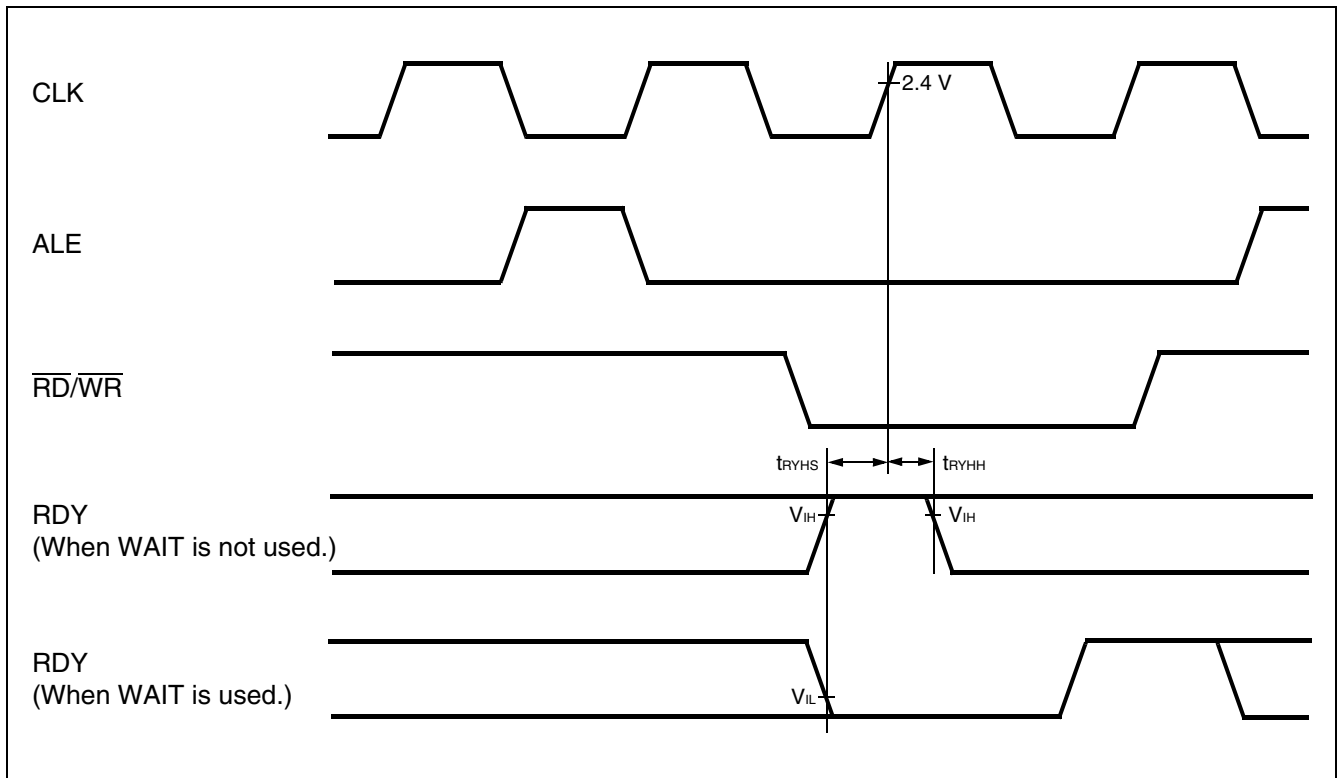 CLK
2.4 V
ALE
RD/WR
tRYHS
tRYHH
RDY
(When WAIT is not used.)
VIH
VIH
RDY
(When WAIT is used.)
VIL